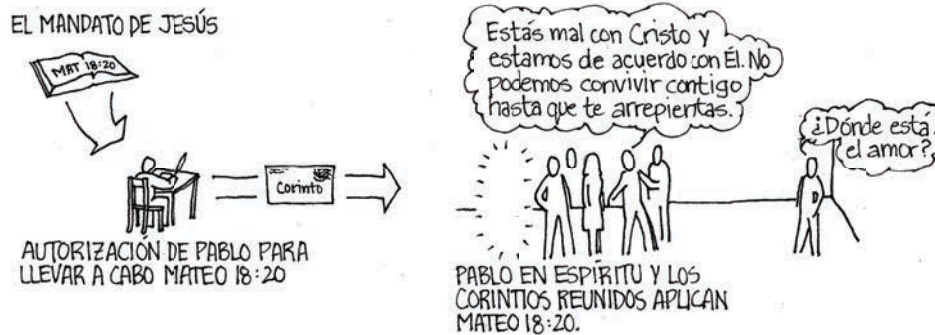 EL MANDATO DE JESÚS
MAT 18:20
Corinto
AUTORIZACIÓN DE PABLO PARA
LLEVAR A CABO MATEO 18:20
Estás mal con Cristo y
estamos de acuerdo con Él. No
podemos convivir contigo
hasta que te arrepientas.
¿Dónde está
el amor?
PABLO EN ESPÍRITU Y LOS
CORINTIOS REUNIDOS APLICAN
MATEO 18:20.